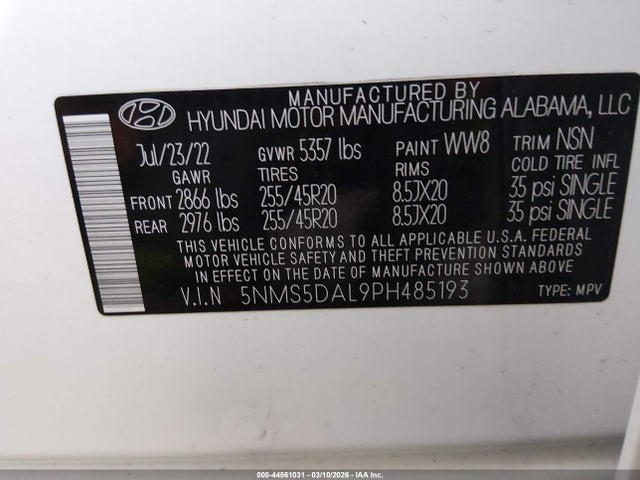 MANUFACTURED BY
HYUNDAI MOTOR MANUFACTURING ALABAMA, LLC
Jul/23/22 GVWR 5357 lbs PAINT WW8 TRIM NSN
GAWR TIRES RIMS COLD TIRE INFL
FRONT 2866 lbs 255/45R20 8.5JX20 35 psi SINGLE
REAR 2976 lbs 255/45R20 8.5JX20 35 psi SINGLE
THIS VEHICLE CONFORMS TO ALL APPLICABLE U.S.A. FEDERAL
MOTOR VEHICLE SAFETY AND THEFT PREVENTION STANDARDS
IN EFFECT ON THE DATE OF MANUFACTURE SHOWN ABOVE.
V.I.N 5NMS5DAL9PH485193 TYPE: MPV
000-44561031 - 03/10/2026 - IAA Inc.